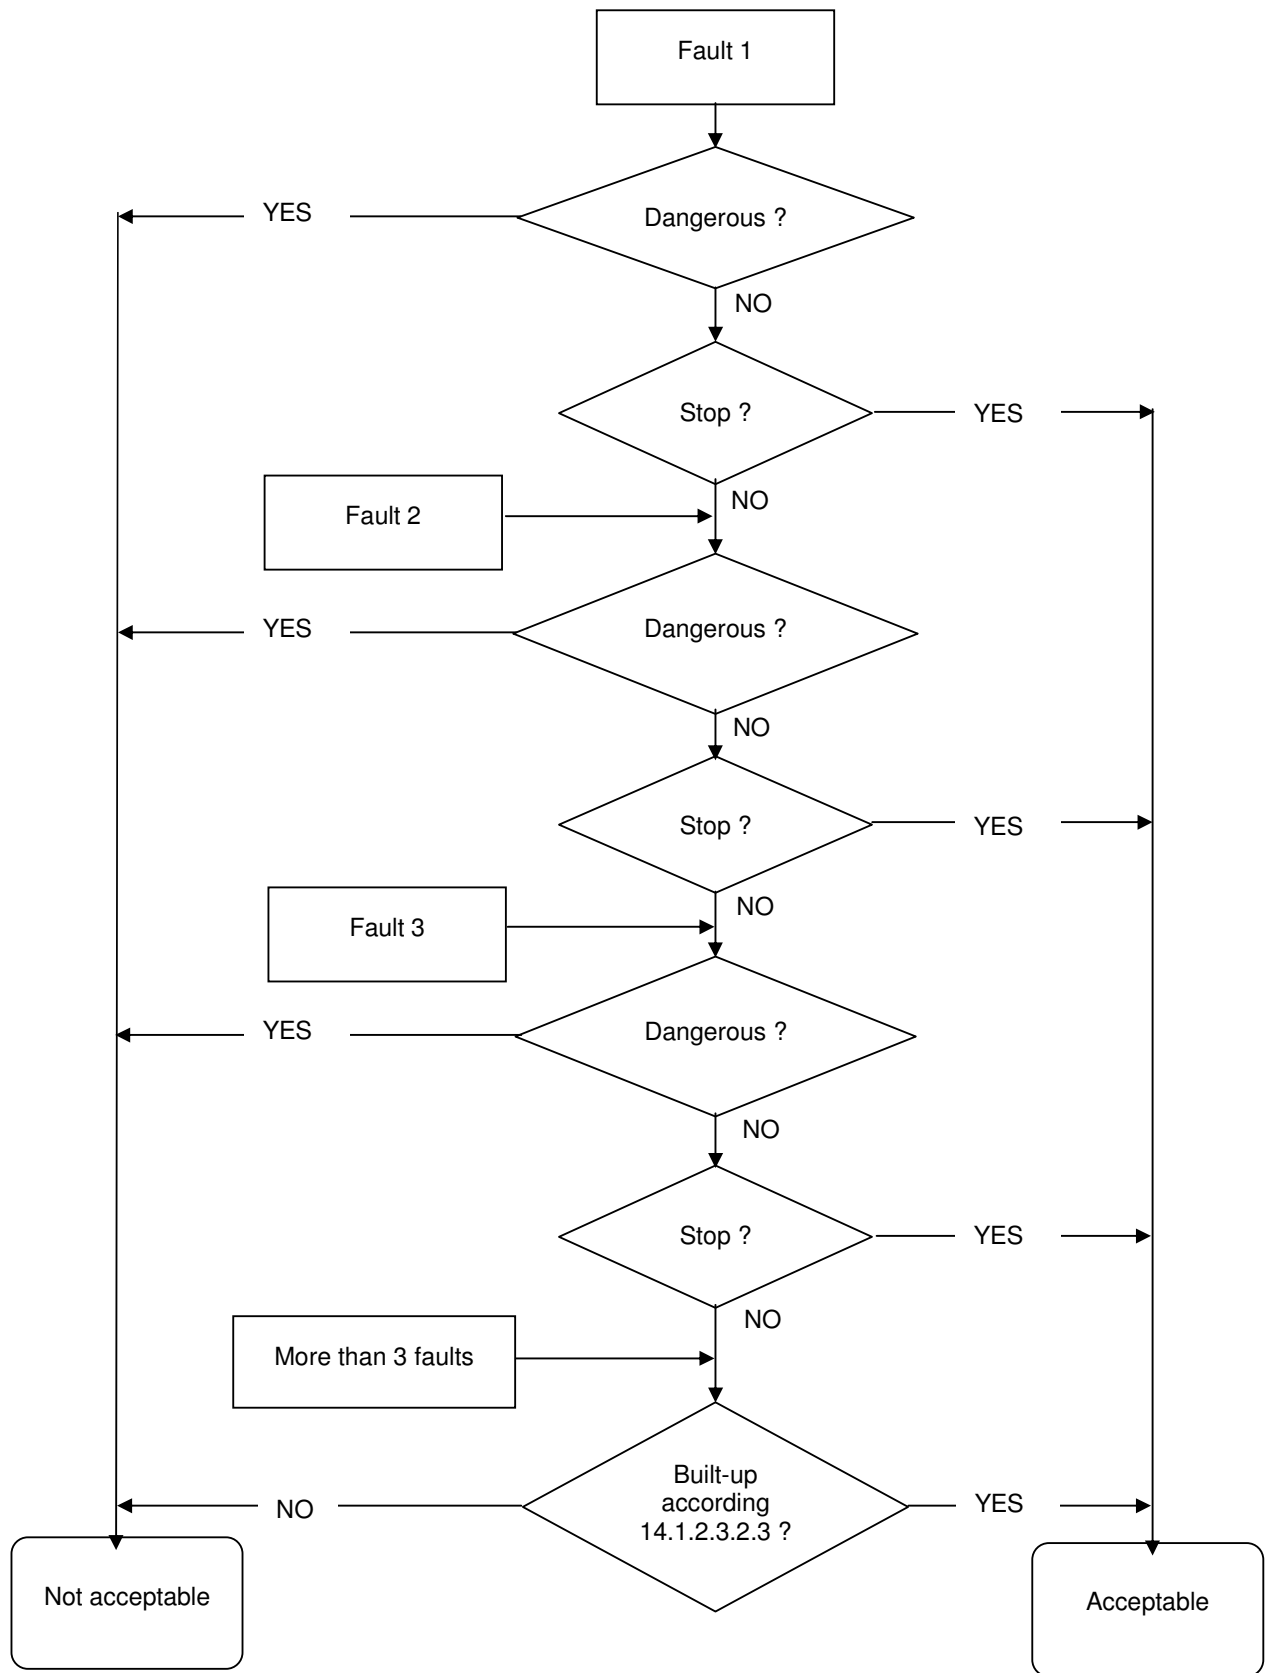 Fault 1
YES
Dangerous ?
NO
Stop ?
YES
NO
Fault 2
YES
Dangerous ?
NO
Stop ?
YES
NO
Fault 3
YES
Dangerous ?
NO
Stop ?
YES
NO
More than 3 faults
Built-up
according
14.1.2.3.2.3 ?
NO
YES
Not acceptable
Acceptable